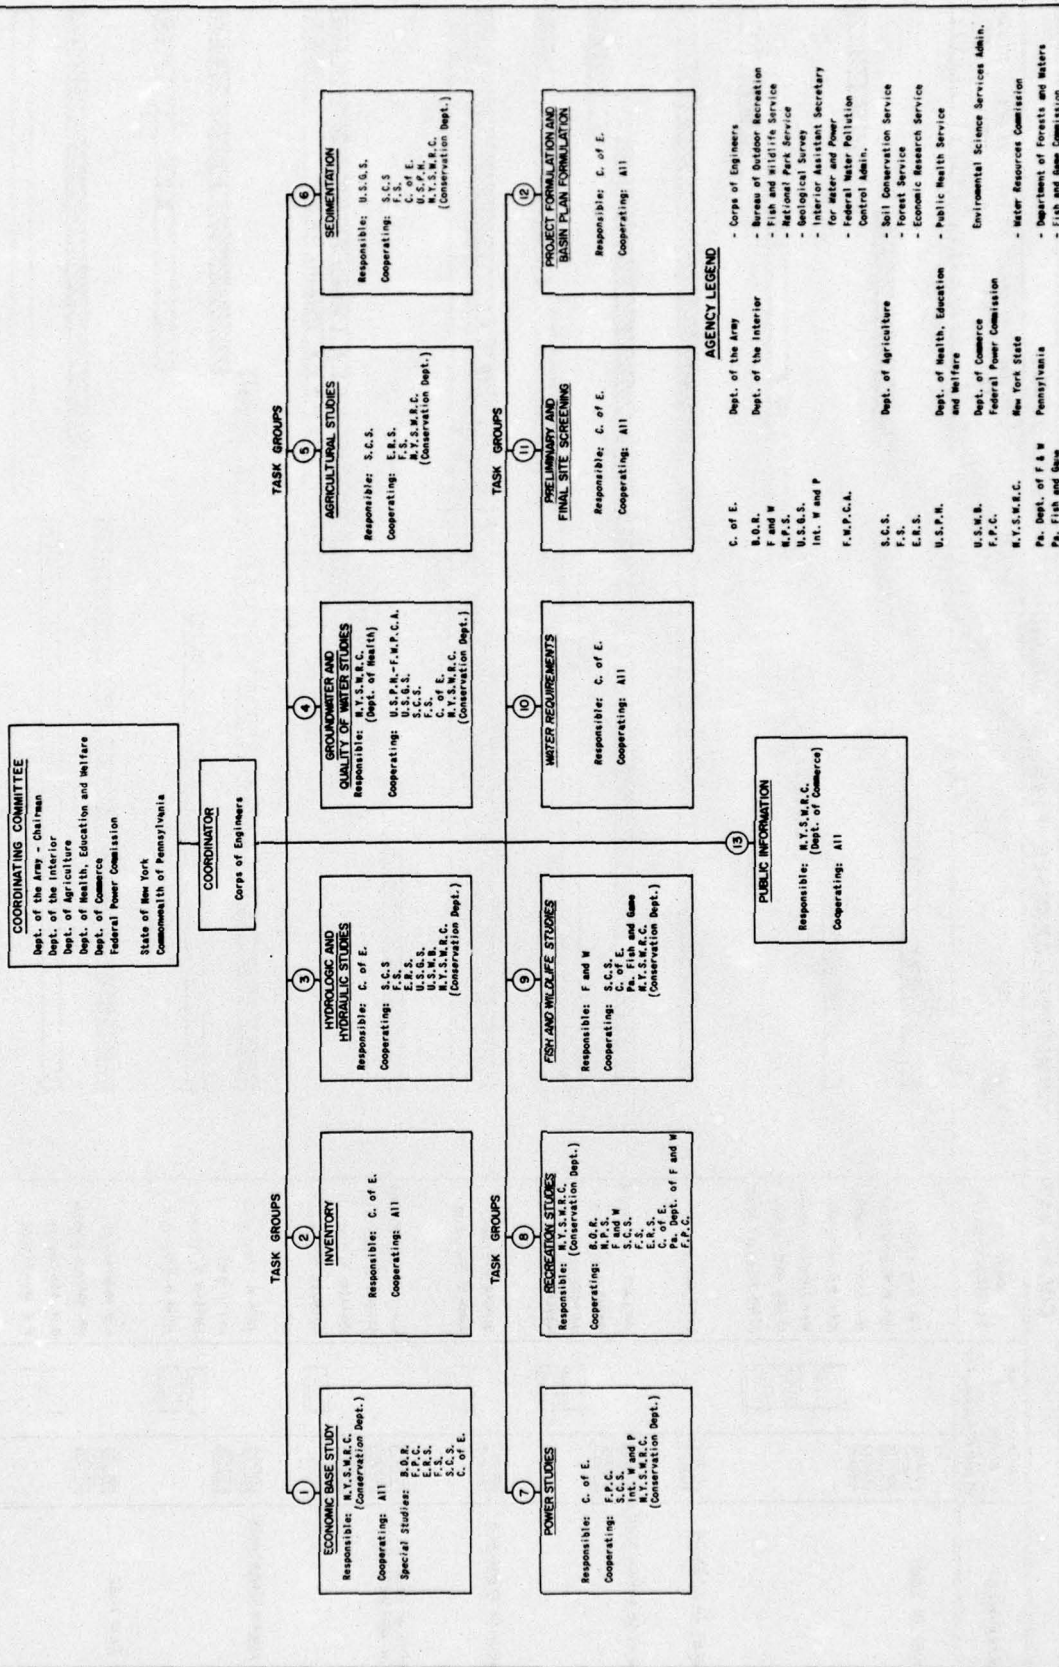 COORDINATING COMMITTEE
Dept. of the Army - Chairman
Dept. of the Interior
Dept. of Agriculture
Dept. of Health, Education and Welfare
Dept. of Commerce
Federal Power Commission
State of New York
Commonwealth of Pennsylvania
COORDINATOR
Corps of Engineers
TASK GROUPS
TASK GROUPS
1
ECONOMIC BASE STUDY
Responsible: N.Y.S.W.R.C.
(Conservation Dept.)
Cooperating: All
Special Studies: B.O.R.
F.P.C.
E.R.S.
F.S.
S.C.S.
C. of E.
2
INVENTORY
Responsible: C. of E.
Cooperating: All
3
HYDROLOGIC AND
HYDRAULIC STUDIES
Responsible: C. of E.
Cooperating: S.C.S
F.S.
E.R.S.
U.S.G.S.
U.S.W.B.
N.Y.S.W.R.C.
(Conservation Dept.)
4
GROUNDWATER AND
QUALITY OF WATER STUDIES
Responsible: N.Y.S.W.R.C.
(Dept. of Health)
Cooperating: U.S.P.H.-F.W.P.C.A.
U.S.G.S.
S.C.S.
F.S.
C. of E.
N.Y.S.W.R.C.
(Conservation Dept.)
5
AGRICULTURAL STUDIES
Responsible: S.C.S.
Cooperating: E.R.S.
F.S.
N.Y.S.W.R.C.
(Conservation Dept.)
6
SEDIMENTATION
Responsible: U.S.G.S.
Cooperating: S.C.S
F.S.
C. of E.
U.S.P.H.
N.Y.S.W.R.C.
(Conservation Dept.)
TASK GROUPS
TASK GROUPS
7
POWER STUDIES
Responsible: C. of E.
Cooperating: F.P.C.
S.C.S.
Int. W and P
N.Y.S.W.R.C.
(Conservation Dept.)
8
RECREATION STUDIES
Responsible: N.Y.S.W.R.C.
(Conservation Dept.)
Cooperating: B.O.R.
N.P.S.
F and W
S.C.S.
F.S.
E.R.S.
C. of E.
Pa. Dept. of F and W
F.P.C.
9
FISH AND WILDLIFE STUDIES
Responsible: F and W
Cooperating: S.C.S.
C. of E.
Pa. Fish and Game
N.Y.S.W.R.C.
(Conservation Dept.)
10
WATER REQUIREMENTS
Responsible: C. of E.
Cooperating: All
11
PRELIMINARY AND
FINAL SITE SCREENING
Responsible: C. of E.
Cooperating: All
12
PROJECT FORMULATION AND
BASIN PLAN FORMULATION
Responsible: C. of E.
Cooperating: All
13
PUBLIC INFORMATION
Responsible: N.Y.S.W.R.C.
(Dept. of Commerce)
Cooperating: All
AGENCY LEGEND
C. of E. Dept. of the Army - Corps of Engineers
B.O.R. Dept. of the Interior - Bureau of Outdoor Recreation
F and W - Fish and Wildlife Service
N.P.S. - National Park Service
U.S.G.S. - Geological Survey
Int. W and P - Interior Assistant Secretary
for Water and Power
F.W.P.C.A. - Federal Water Pollution
Control Admin.
S.C.S. Dept. of Agriculture - Soil Conservation Service
F.S. - Forest Service
E.R.S. - Economic Research Service
U.S.P.H. Dept. of Health, Education - Public Health Service
and Welfare
U.S.W.B. Dept. of Commerce Enviromental Science Services Admin.
F.P.C. Federal Power Commission
N.Y.S.W.R.C. New York State - Water Resources Commission
Pa. Dept. of F & W Pennsylvania - Department of Forests and Waters
Pa. Fish and Game - Fish and Game Commission